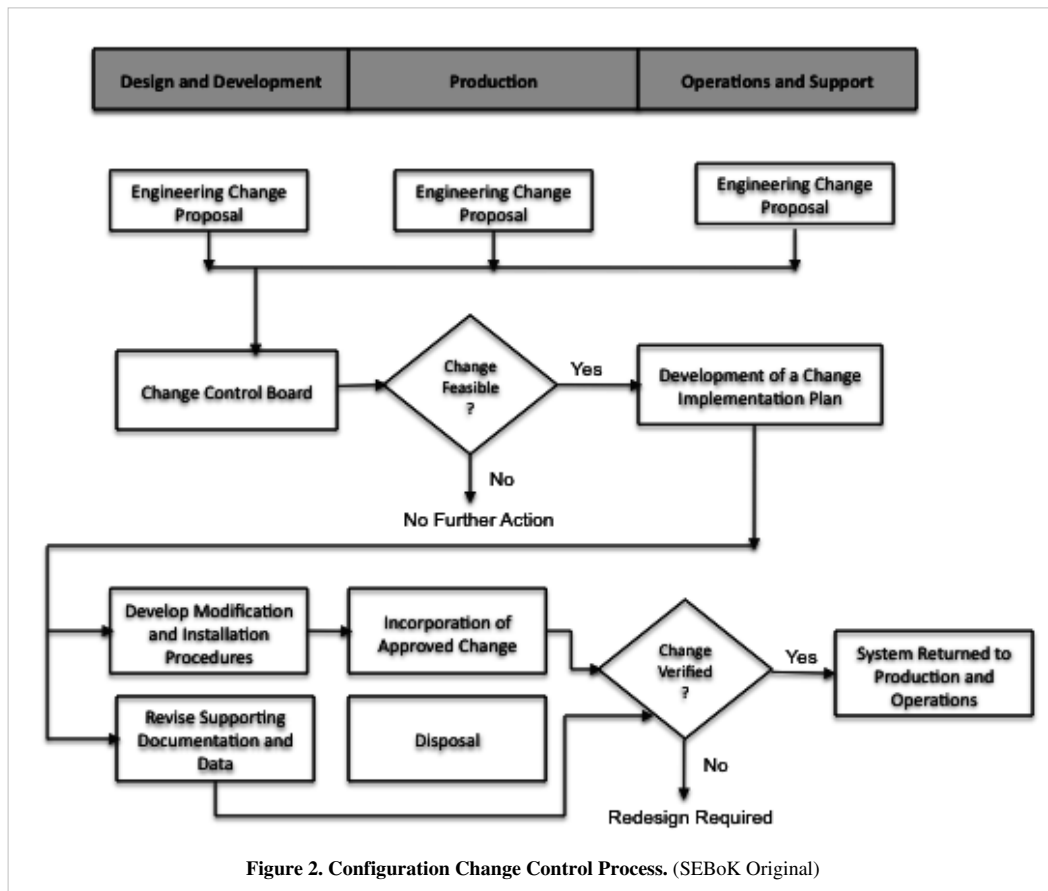 Design and Development
Production
Operations and Support
Engineering Change
Proposal
Engineering Change
Proposal
Engineering Change
Proposal
Change Control Board
Change
Feasible
?
Yes
Development of a Change
Implementation Plan
No
No Further Action
Develop Modification
and Installation
Procedures
Incorporation of
Approved Change
Change
Verified
?
Yes
System Returned to
Production and
Operations
Revise Supporting
Documentation and
Data
Disposal
No
Redesign Required
Figure 2. Configuration Change Control Process. (SEBoK Original)